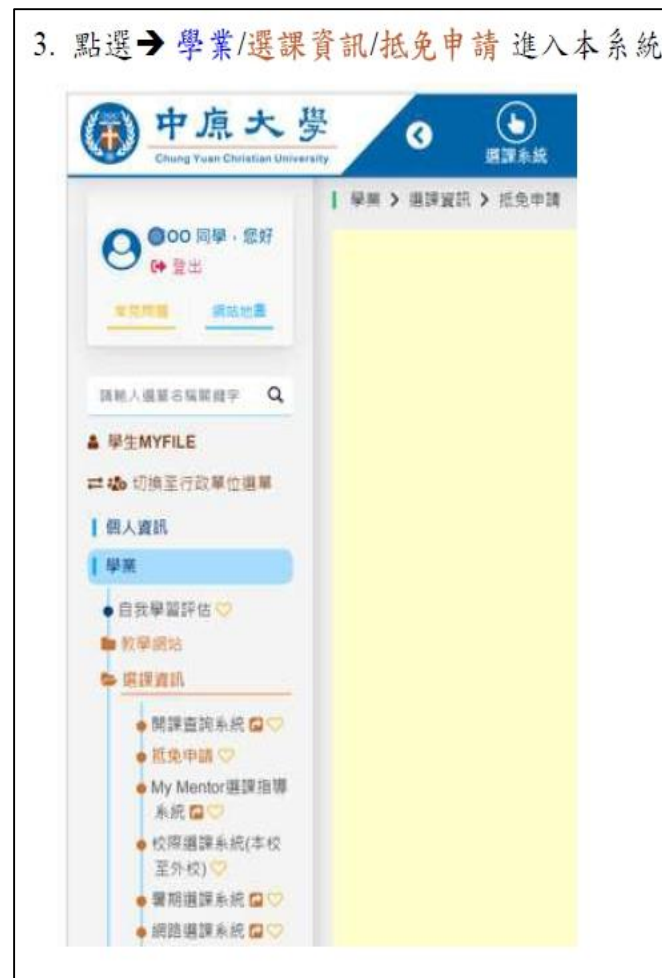 3. 點選➔ 學業/選課資訊/抵免申請 進入本系統
中原大學
Chung Yuan Christian University
選課系統
學業 > 選課資訊 > 抵免申請
OO 同學，您好
登出
常見問題 網站地圖
請輸入選單名稱關鍵字
學生MYFILE
切換至行政單位選單
個人資訊
學業
自我學習評估
教學網站
選課資訊
開課查詢系統
抵免申請
My Mentor選課指導
系統
校際選課系統(本校
至外校)
暑期選課系統
網路選課系統